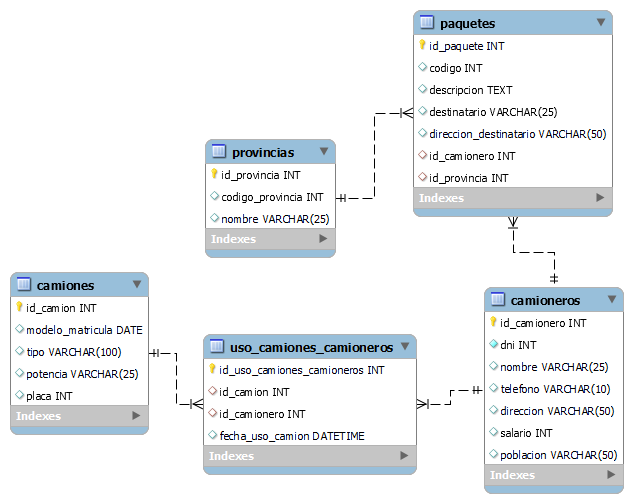 paquetes
id_paquete INT
codigo INT
descripcion TEXT
destinatario VARCHAR(25)
direccion_destinatario VARCHAR(50)
id_camionero INT
id_provincia INT
Indexes
provincias
id_provincia INT
codigo_provincia INT
nombre VARCHAR(25)
Indexes
camiones
id_camion INT
modelo_matricula DATE
tipo VARCHAR(100)
potencia VARCHAR(25)
placa INT
Indexes
uso_camiones_camioneros
id_uso_camiones_camioneros INT
id_camion INT
id_camionero INT
fecha_uso_camion DATETIME
Indexes
camioneros
id_camionero INT
dni INT
nombre VARCHAR(25)
telefono VARCHAR(10)
direccion VARCHAR(50)
salario INT
poblacion VARCHAR(50)
Indexes